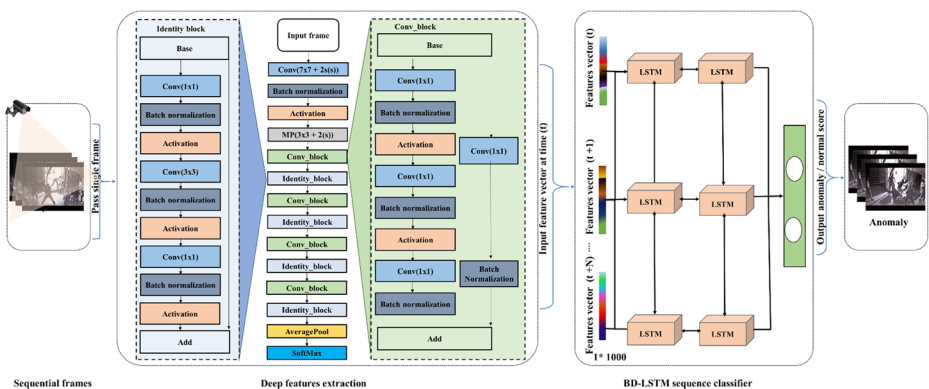 Pass single frame
Sequential frames
Identity block
Base
Conv(1x1)
Batch normalization
Activation
Conv(3x3)
Batch normalization
Activation
Conv(1x1)
Batch normalization
Activation
Add
Input frame
Conv(7x7 + 2s(s))
Batch normalization
Activation
MP(3x3 + 2(s))
Conv_block
Identity_block
Conv_block
Identity_block
Conv_block
Identity_block
Conv_block
Identity_block
AveragePool
SoftMax
Conv_block
Base
Conv(1x1)
Batch normalization
Activation
Conv(1x1)
Batch normalization
Activation
Conv(1x1)
Batch normalization
Conv(1x1)
Batch
Normalization
Add
Deep features extraction
Input feature vector at time (t)
Features vector (t)
Features vector (t+1)
....
Features vector (t+N)
1* 1000
LSTM
LSTM
LSTM
LSTM
LSTM
LSTM
BD-LSTM sequence classifier
Output anomaly / normal score
Anomaly